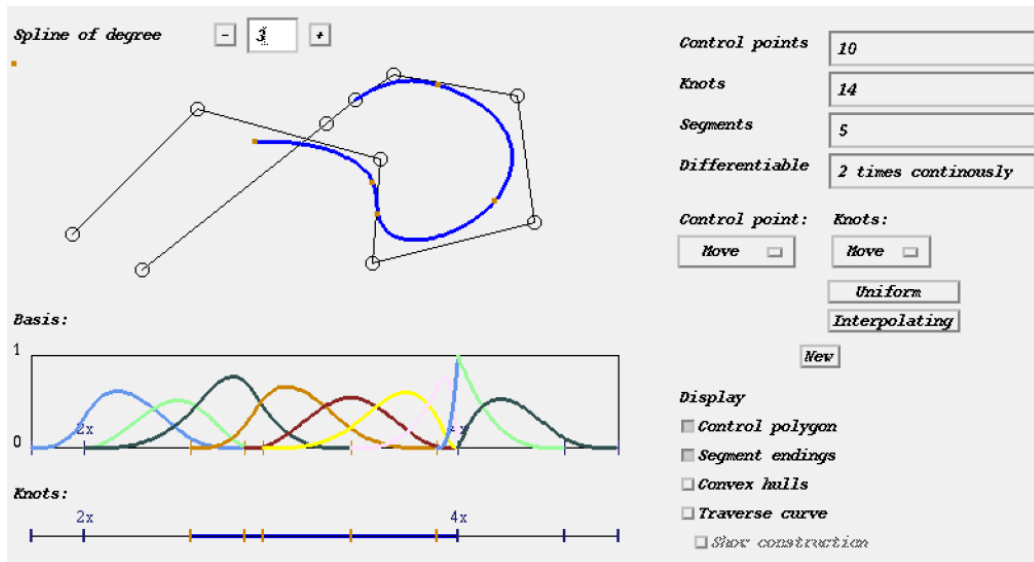 Spline of degree - 3 +
Control points 10
Knots 14
Segments 5
Differentiable 2 times continously
Control point: Knots:
Move Move
Uniform
Interpolating
New
Basis:
1
2x
0
Knots:
2x 4x
Display
Control polygon
Segment endings
Convex hulls
Traverse curve
Show construction